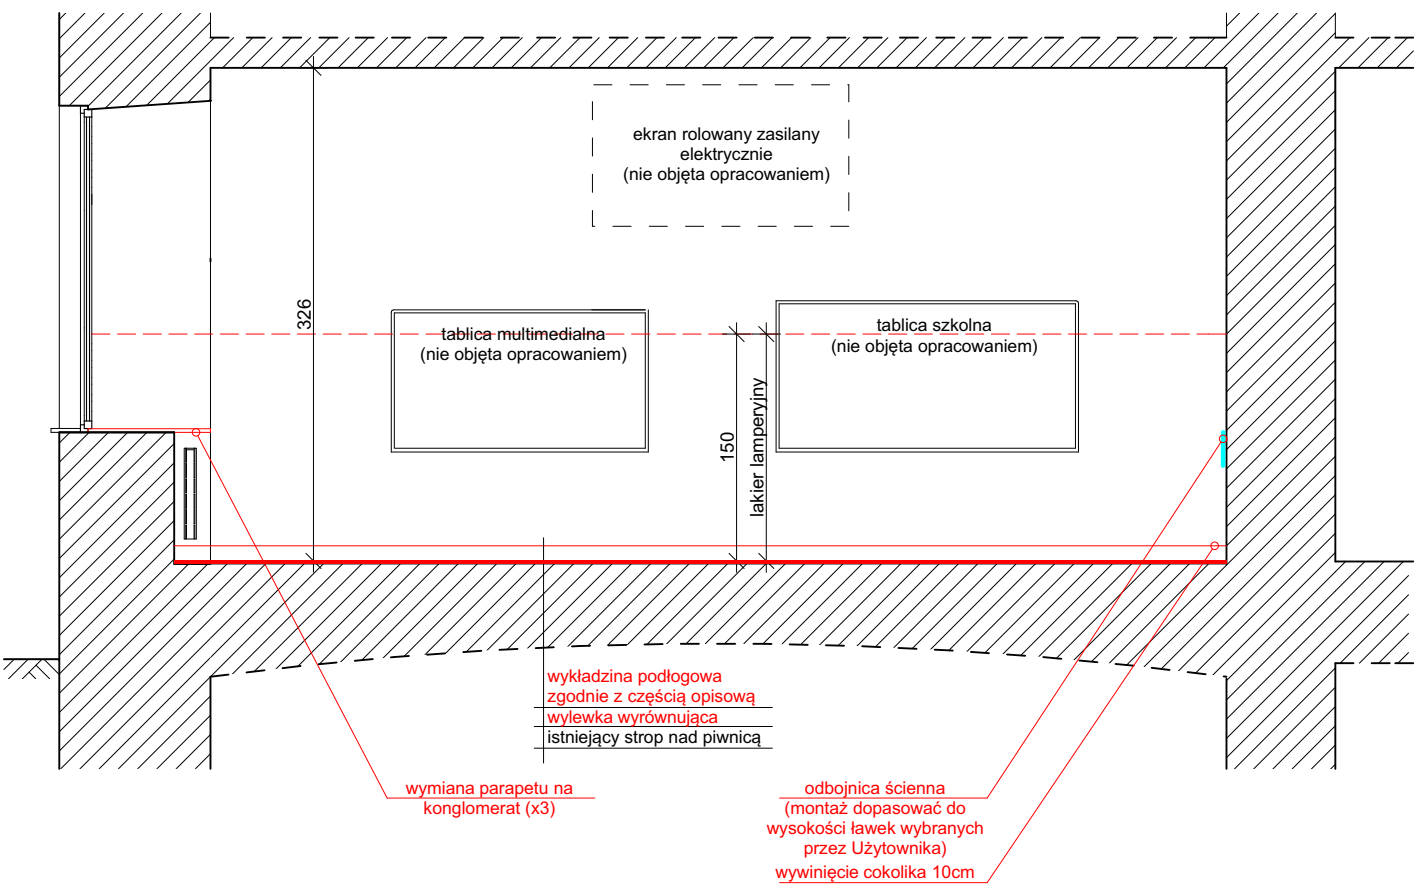 ekran rolowany zasilany
elektrycznie
(nie objęta opracowaniem)
326
tablica multimedialna
(nie objęta opracowaniem)
150
lakier lamperyjny
tablica szkolna
(nie objęta opracowaniem)
wykładzina podłogowa
zgodnie z częścią opisową
wylewka wyrównująca
istniejący strop nad piwnicą
wymiana parapetu na
konglomerat (x3)
odbojnica ścienna
(montaż dopasować do
wysokości ławek wybranych
przez Użytownika)
wywinięcie cokolika 10cm